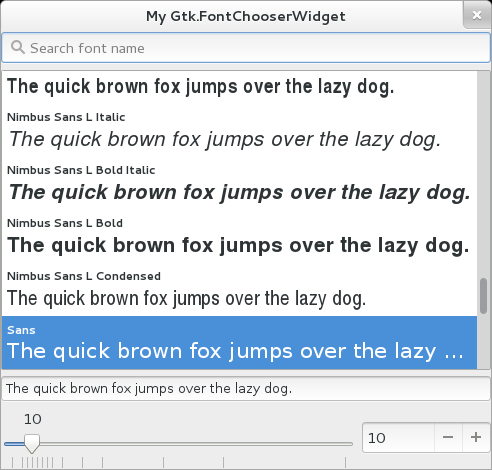 My Gtk.FontChooserWidget
Search font name
The quick brown fox jumps over the lazy dog.
Nimbus Sans L Italic
The quick brown fox jumps over the lazy dog.
Nimbus Sans L Bold Italic
The quick brown fox jumps over the lazy dog.
Nimbus Sans L Bold
The quick brown fox jumps over the lazy dog.
Nimbus Sans L Condensed
The quick brown fox jumps over the lazy dog.
Sans
The quick brown fox jumps over the lazy ...
The quick brown fox jumps over the lazy dog.
10
10